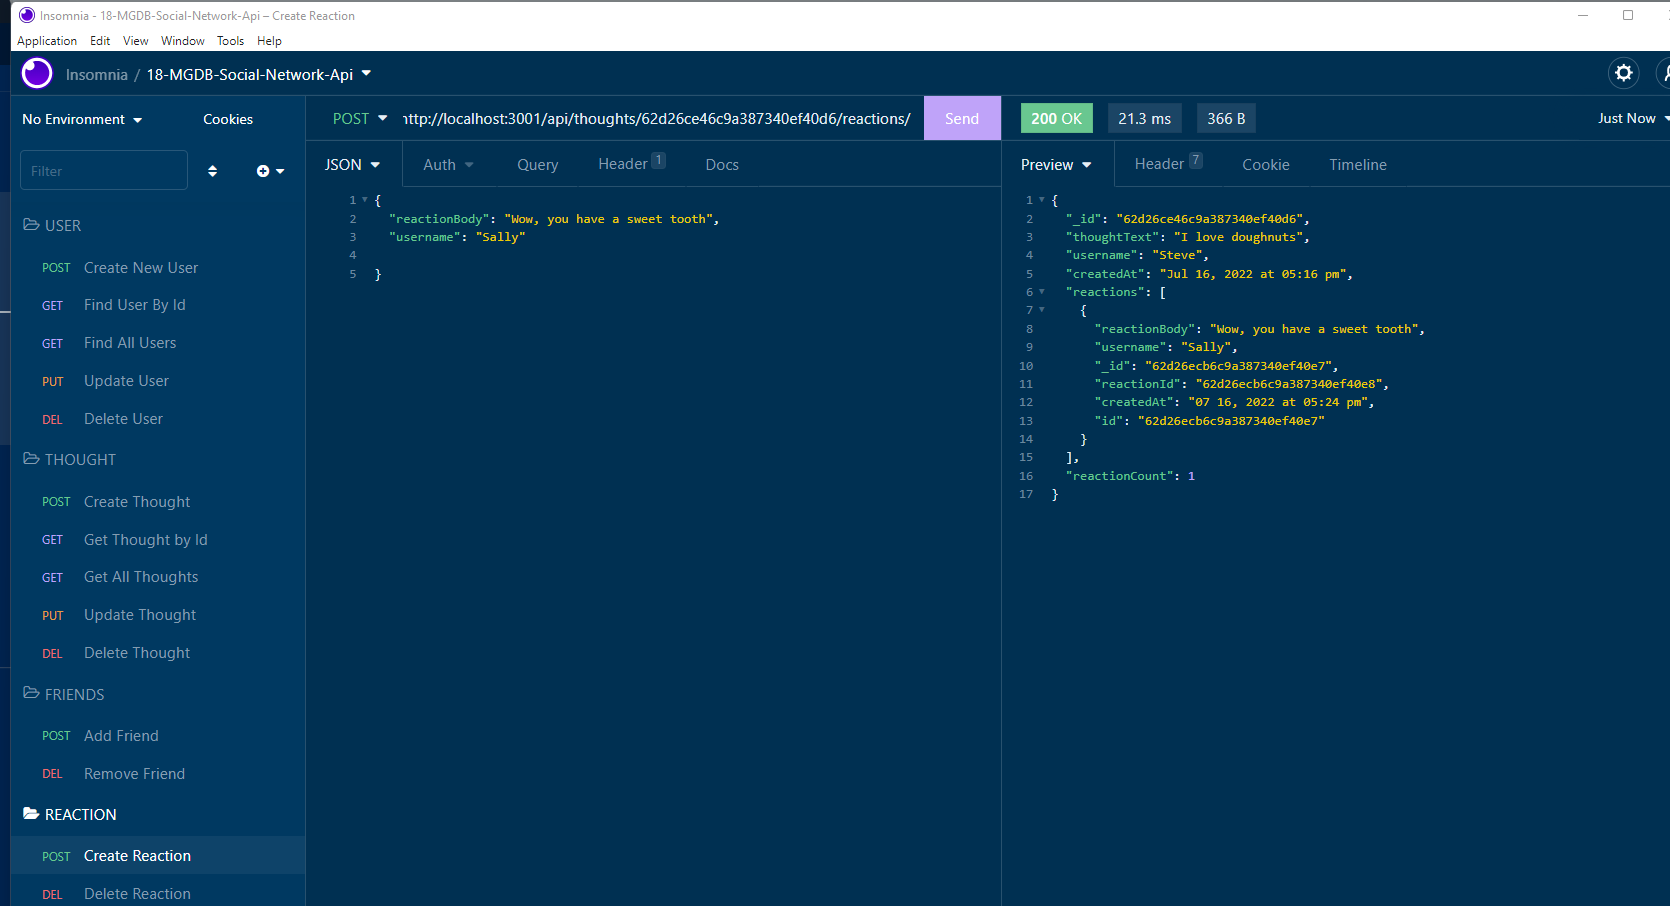 Insomnia - 18-MGDB-Social-Network-Api – Create Reaction
Application Edit View Window Tools Help
Insomnia / 18-MGDB-Social-Network-Api
No Environment Cookies
POST http://localhost:3001/api/thoughts/62d26ce46c9a387340ef40d6/reactions/ Send
200 OK 21.3 ms 366 B Just Now
Filter
JSON Auth Query Header 1 Docs
Preview Header 7 Cookie Timeline
USER
POST Create New User
GET Find User By Id
GET Find All Users
PUT Update User
DEL Delete User
THOUGHT
POST Create Thought
GET Get Thought by Id
GET Get All Thoughts
PUT Update Thought
DEL Delete Thought
FRIENDS
POST Add Friend
DEL Remove Friend
REACTION
POST Create Reaction
DEL Delete Reaction
1 {
2 "reactionBody": "Wow, you have a sweet tooth",
3 "username": "Sally"
4
5 }
1 {
2 "_id": "62d26ce46c9a387340ef40d6",
3 "thoughtText": "I love doughnuts",
4 "username": "Steve",
5 "createdAt": "Jul 16, 2022 at 05:16 pm",
6 "reactions": [
7 {
8 "reactionBody": "Wow, you have a sweet tooth",
9 "username": "Sally",
10 "_id": "62d26ecb6c9a387340ef40e7",
11 "reactionId": "62d26ecb6c9a387340ef40e8",
12 "createdAt": "07 16, 2022 at 05:24 pm",
13 "id": "62d26ecb6c9a387340ef40e7"
14 }
15 ],
16 "reactionCount": 1
17 }